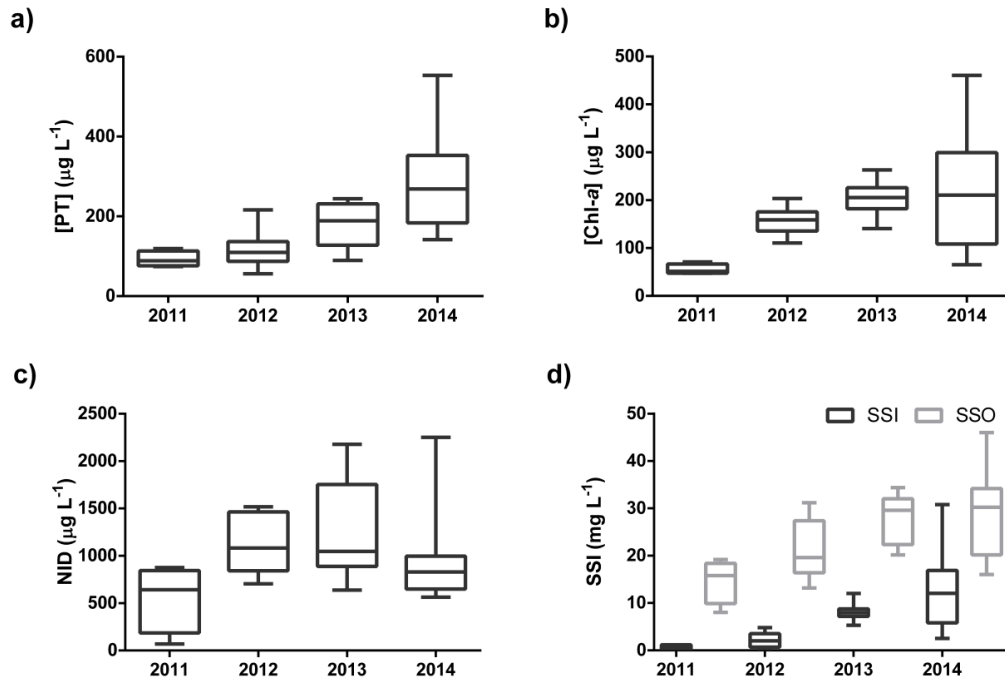 a)
600
400
200
0
[PT] (µg L⁻¹)
2011 2012 2013 2014
b)
500
400
300
200
100
0
[Chl-a] (µg L⁻¹)
2011 2012 2013 2014
c)
2500
2000
1500
1000
500
0
NID (µg L⁻¹)
2011 2012 2013 2014
d)
SSI SSO
50
40
30
20
10
0
SSI (mg L⁻¹)
2011 2012 2013 2014